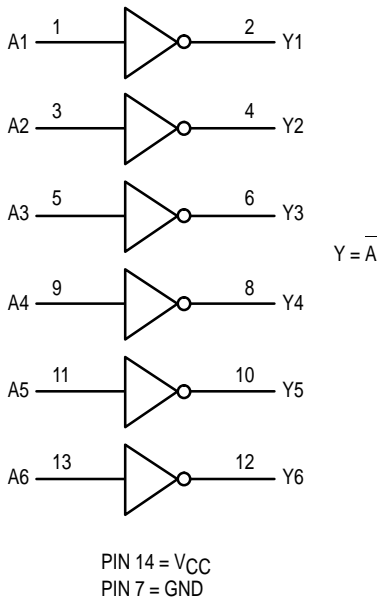 A1 1 2 Y1
A2 3 4 Y2
A3 5 6 Y3
Y = A̅
A4 9 8 Y4
A5 11 10 Y5
A6 13 12 Y6
PIN 14 = VCC
PIN 7 = GND